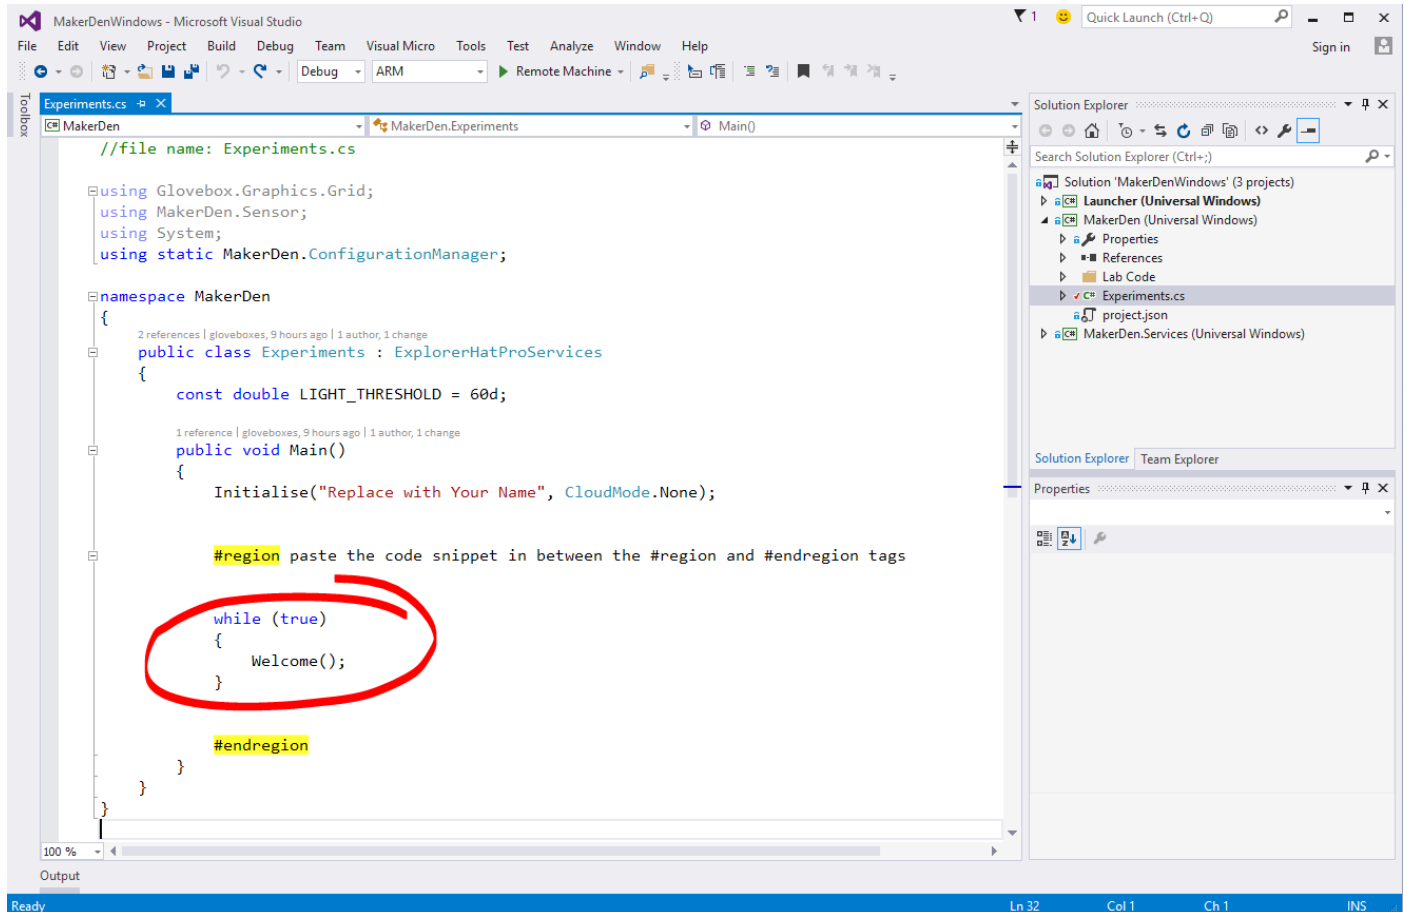 MakerDenWindows - Microsoft Visual Studio
1
Quick Launch (Ctrl+Q)
File Edit View Project Build Debug Team Visual Micro Tools Test Analyze Window Help
Sign in
Debug ARM Remote Machine
Toolbox
Experiments.cs
C# MakerDen MakerDen.Experiments Main()
//file name: Experiments.cs
using Glovebox.Graphics.Grid;
using MakerDen.Sensor;
using System;
using static MakerDen.ConfigurationManager;
namespace MakerDen
{
2 references | gloveboxes, 9 hours ago | 1 author, 1 change
public class Experiments : ExplorerHatProServices
{
const double LIGHT_THRESHOLD = 60d;
1 reference | gloveboxes, 9 hours ago | 1 author, 1 change
public void Main()
{
Initialise("Replace with Your Name", CloudMode.None);
#region paste the code snippet in between the #region and #endregion tags
while (true)
{
Welcome();
}
#endregion
}
}
}
100 %
Output
Solution Explorer
Search Solution Explorer (Ctrl+;)
Solution 'MakerDenWindows' (3 projects)
C# Launcher (Universal Windows)
C# MakerDen (Universal Windows)
Properties
References
Lab Code
C# Experiments.cs
project.json
C# MakerDen.Services (Universal Windows)
Solution Explorer Team Explorer
Properties
Ready Ln 32 Col 1 Ch 1 INS